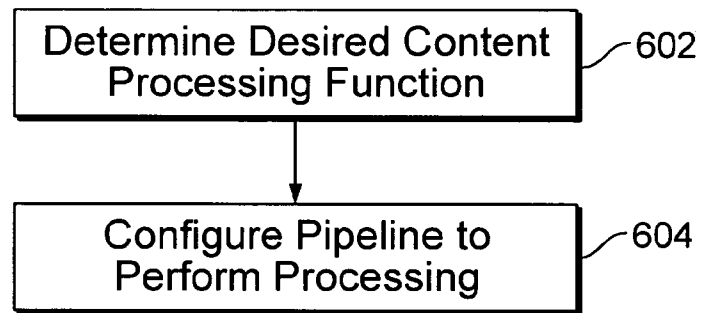 Determine Desired Content
Processing Function
602
Configure Pipeline to
Perform Processing
604